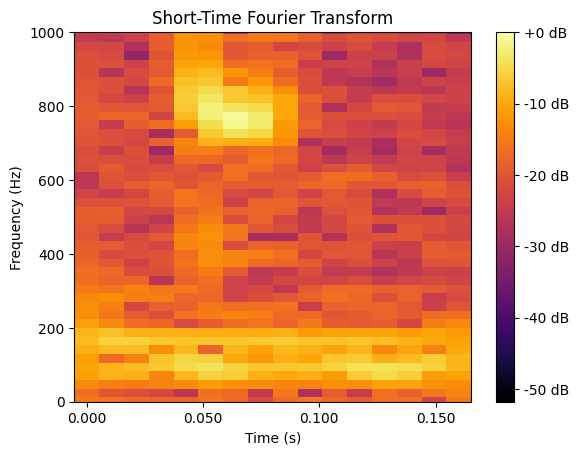 Short-Time Fourier Transform
1000
800
600
400
200
0
Frequency (Hz)
0.000
0.050
0.100
0.150
Time (s)
+0 dB
-10 dB
-20 dB
-30 dB
-40 dB
-50 dB